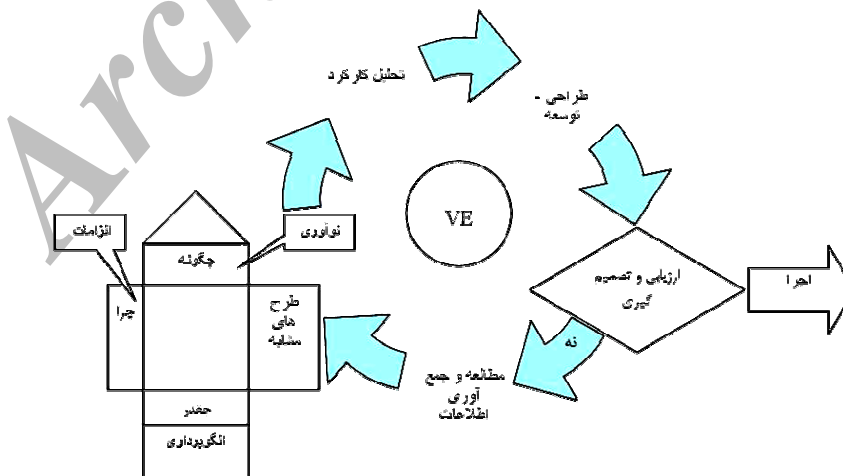 Arc
تحلیل کارکرد
طراحی -
توسعه
الزامات
نوآوری
VE
چگونه
ارزیابی و تصمیم
گیری
اجرا
چرا
طرح
های
مشابه
نه
مطالعه و جمع
آوری
اطلاعات
چقدر
الگوبرداری